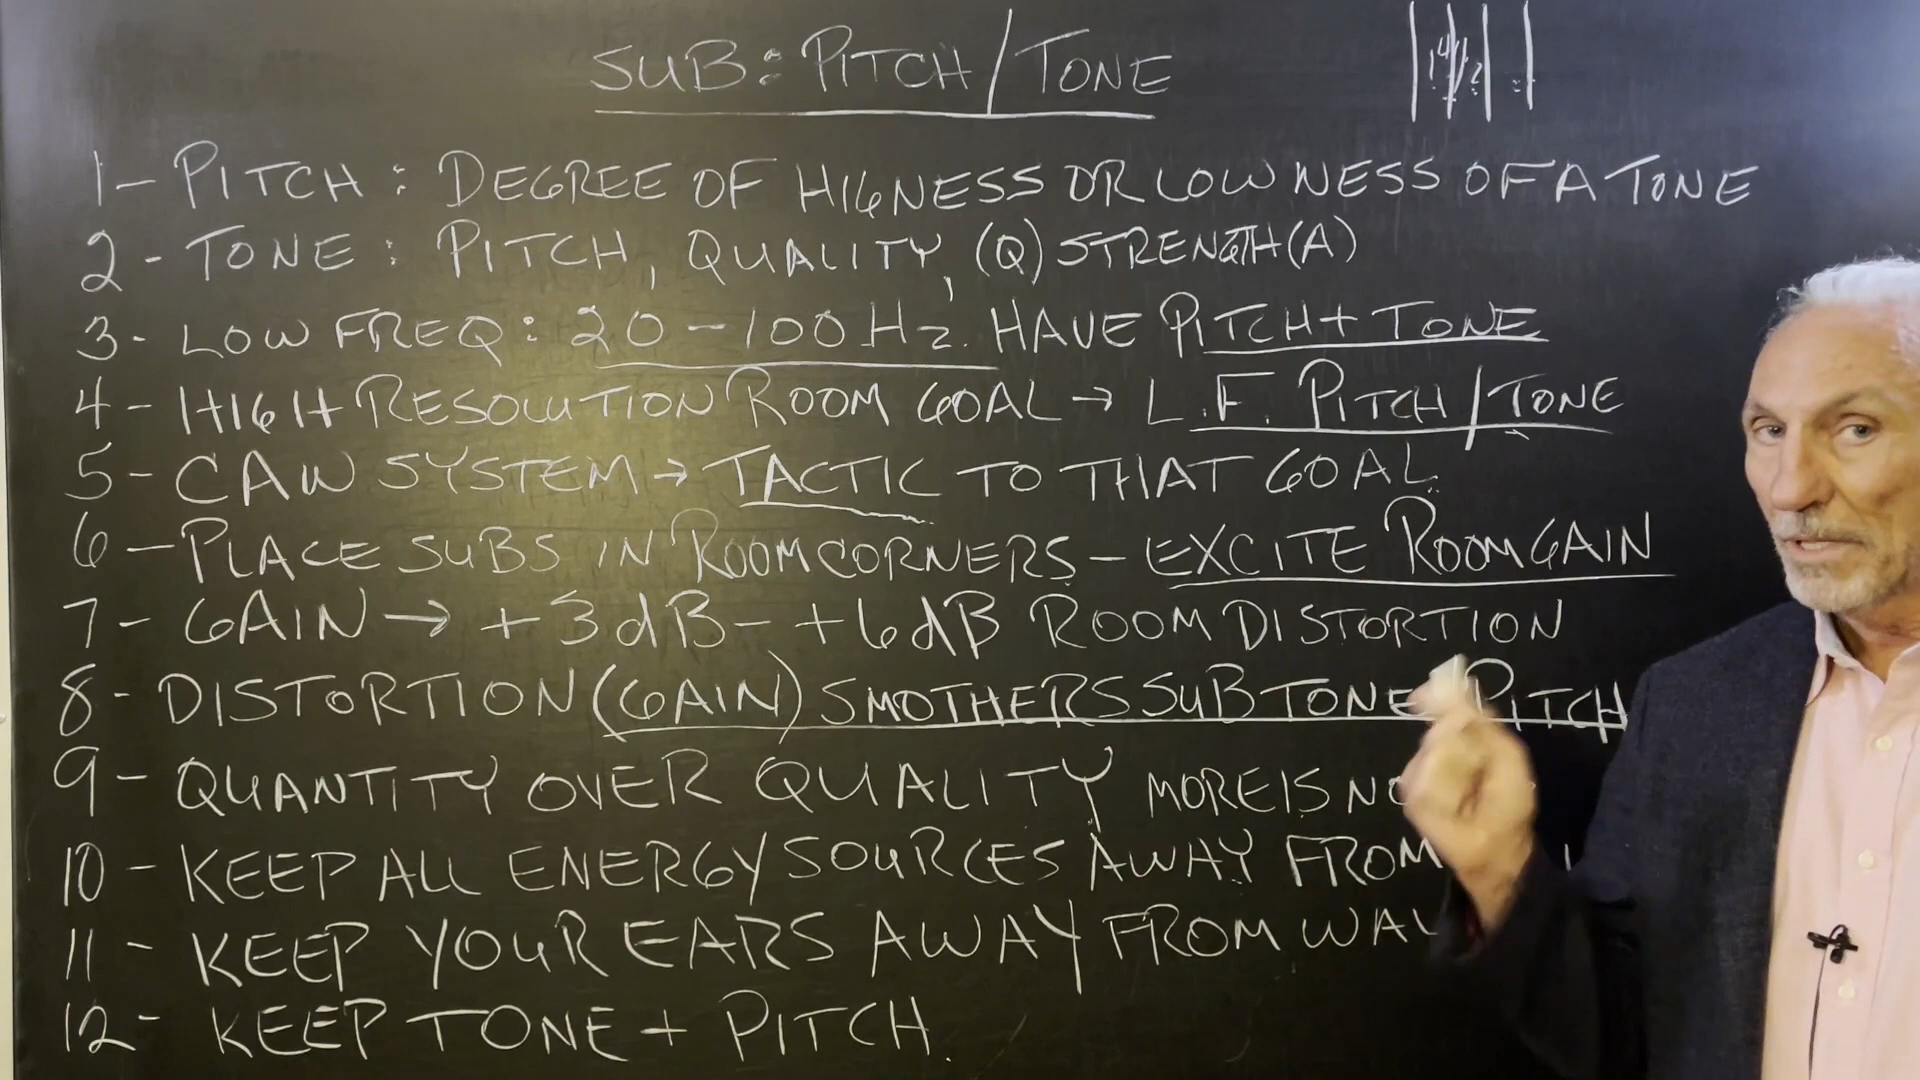 SUB: PITCH/TONE
1- PITCH: DEGREE OF HIGNESS OR LOWNESS OF A TONE
2- TONE: PITCH, QUALITY, (Q) STRENGTH (A)
3- LOW FREQ: 20-100 Hz. HAVE PITCH + TONE
4- HIGH RESOLUTION ROOM GOAL → L.F. PITCH/TONE
5- CAW SYSTEM → TACTIC TO THAT GOAL.
6- PLACE SUBS IN ROOM CORNERS - EXCITE ROOM GAIN
7- GAIN → +3dB - +6dB ROOM DISTORTION
8- DISTORTION (GAIN) SMOTHERS SUB TONE PITCH
9- QUANTITY OVER QUALITY MORE IS
10- KEEP ALL ENERGY SOURCES AWAY FROM
11- KEEP YOUR EARS AWAY FROM
12- KEEP TONE + PITCH.